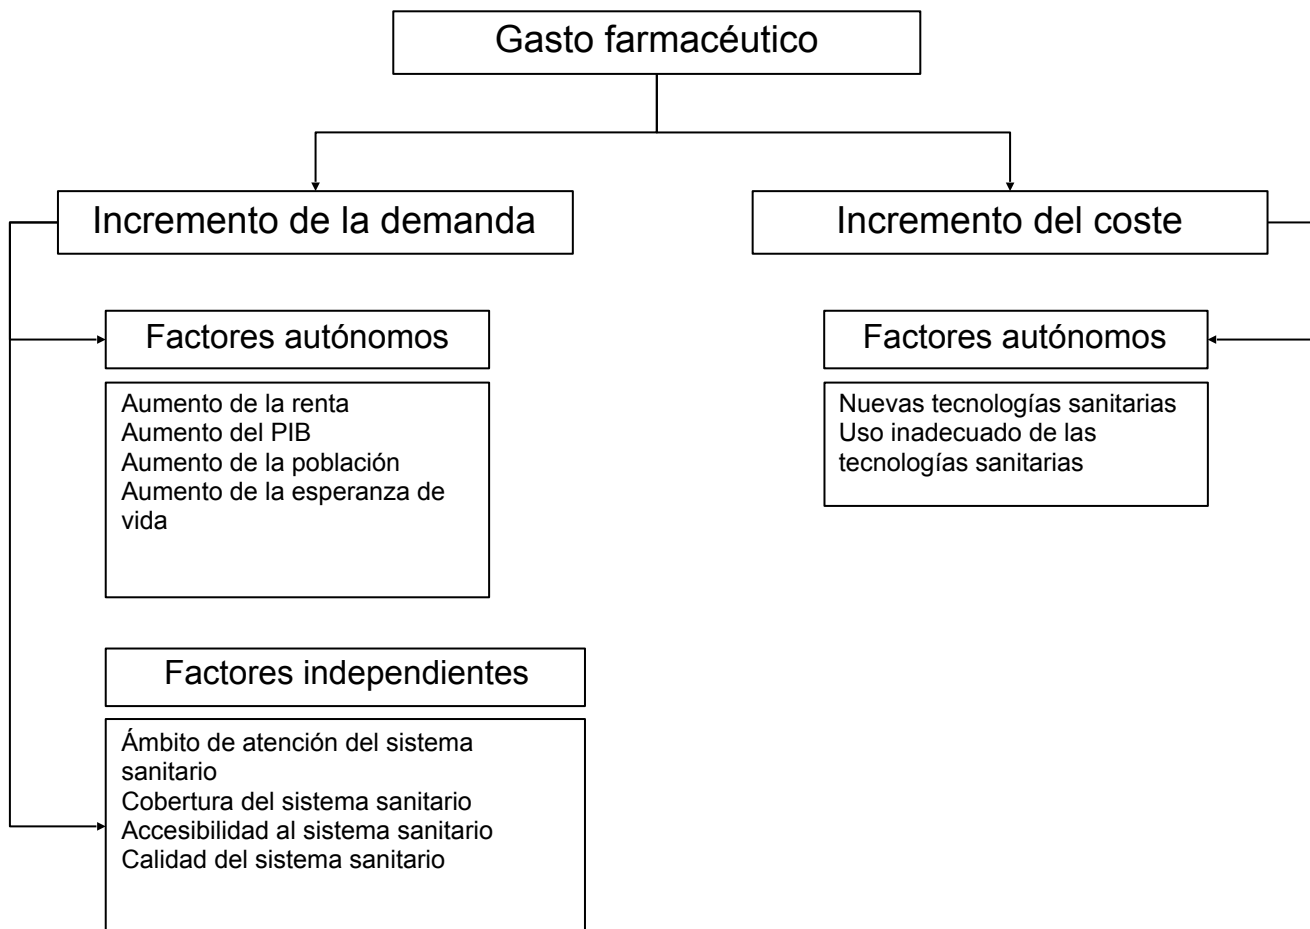 Gasto farmacéutico
Incremento de la demanda
Incremento del coste
Factores autónomos
Factores autónomos
Aumento de la renta
Aumento del PIB
Aumento de la población
Aumento de la esperanza de
vida
Nuevas tecnologías sanitarias
Uso inadecuado de las
tecnologías sanitarias
Factores independientes
Ámbito de atención del sistema
sanitario
Cobertura del sistema sanitario
Accesibilidad al sistema sanitario
Calidad del sistema sanitario